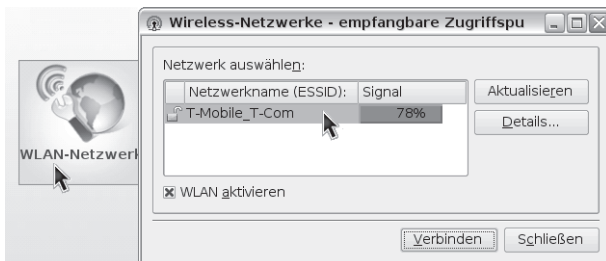 Wireless-Netzwerke - empfangbare Zugriffspu
Netzwerk auswählen:
Netzwerkname (ESSID): Signal
Aktualisieren
T-Mobile_T-Com 78%
Details...
WLAN-Netzwerk
WLAN aktivieren
Verbinden Schließen